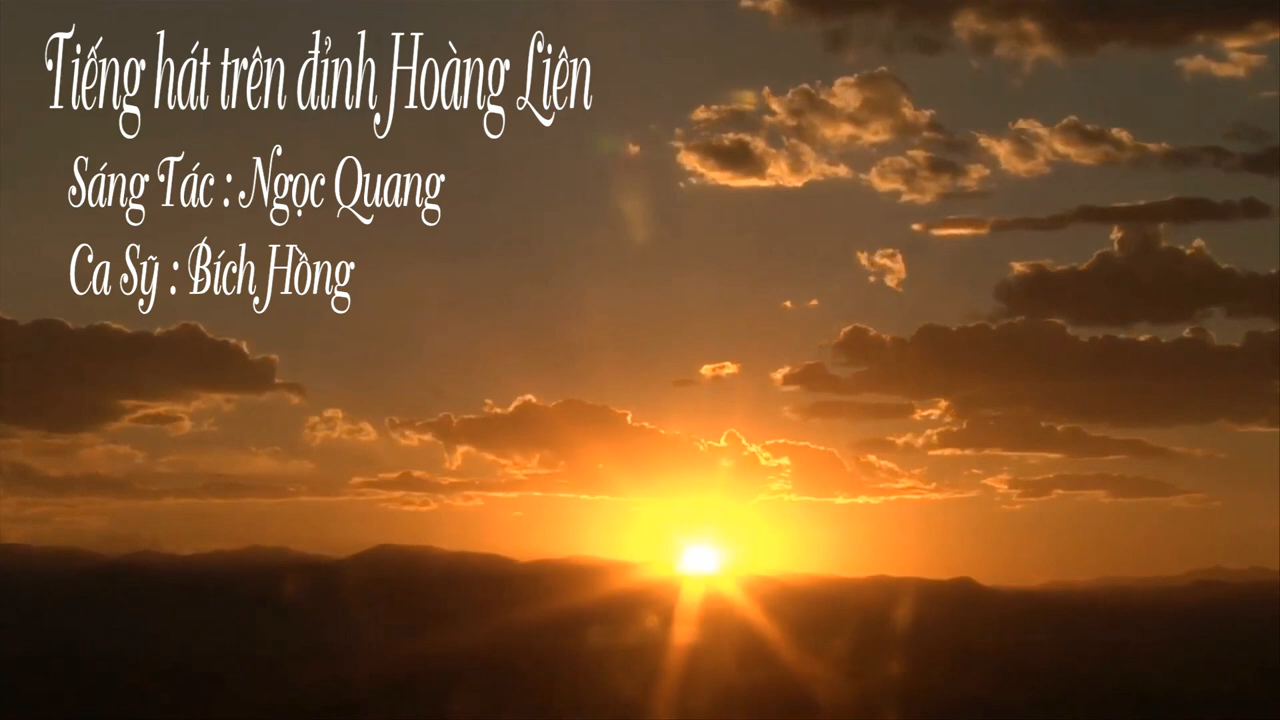 Tiếng hát trên đỉnh Hoàng Liên
Sáng Tác : Ngọc Quang
Ca Sỹ : Bích Hồng